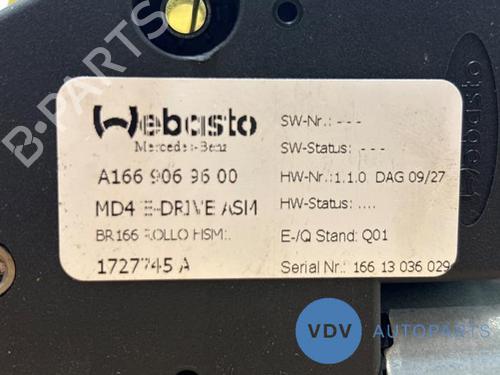 Webasto
Mercedes-Benz
A166 906 96 00
MD4 E-DRIVE ASM
BR166 ROLLO HSM:.
1727745 A
SW-Nr.: ---
SW-Status: ---
HW-Nr.:1.1.0 DAG 09/27
HW-Status: ....
E-/Q Stand: Q01
Serial Nr.: 166 13 036 029
Webasto
B-PARTS
VDV AUTOPARTS